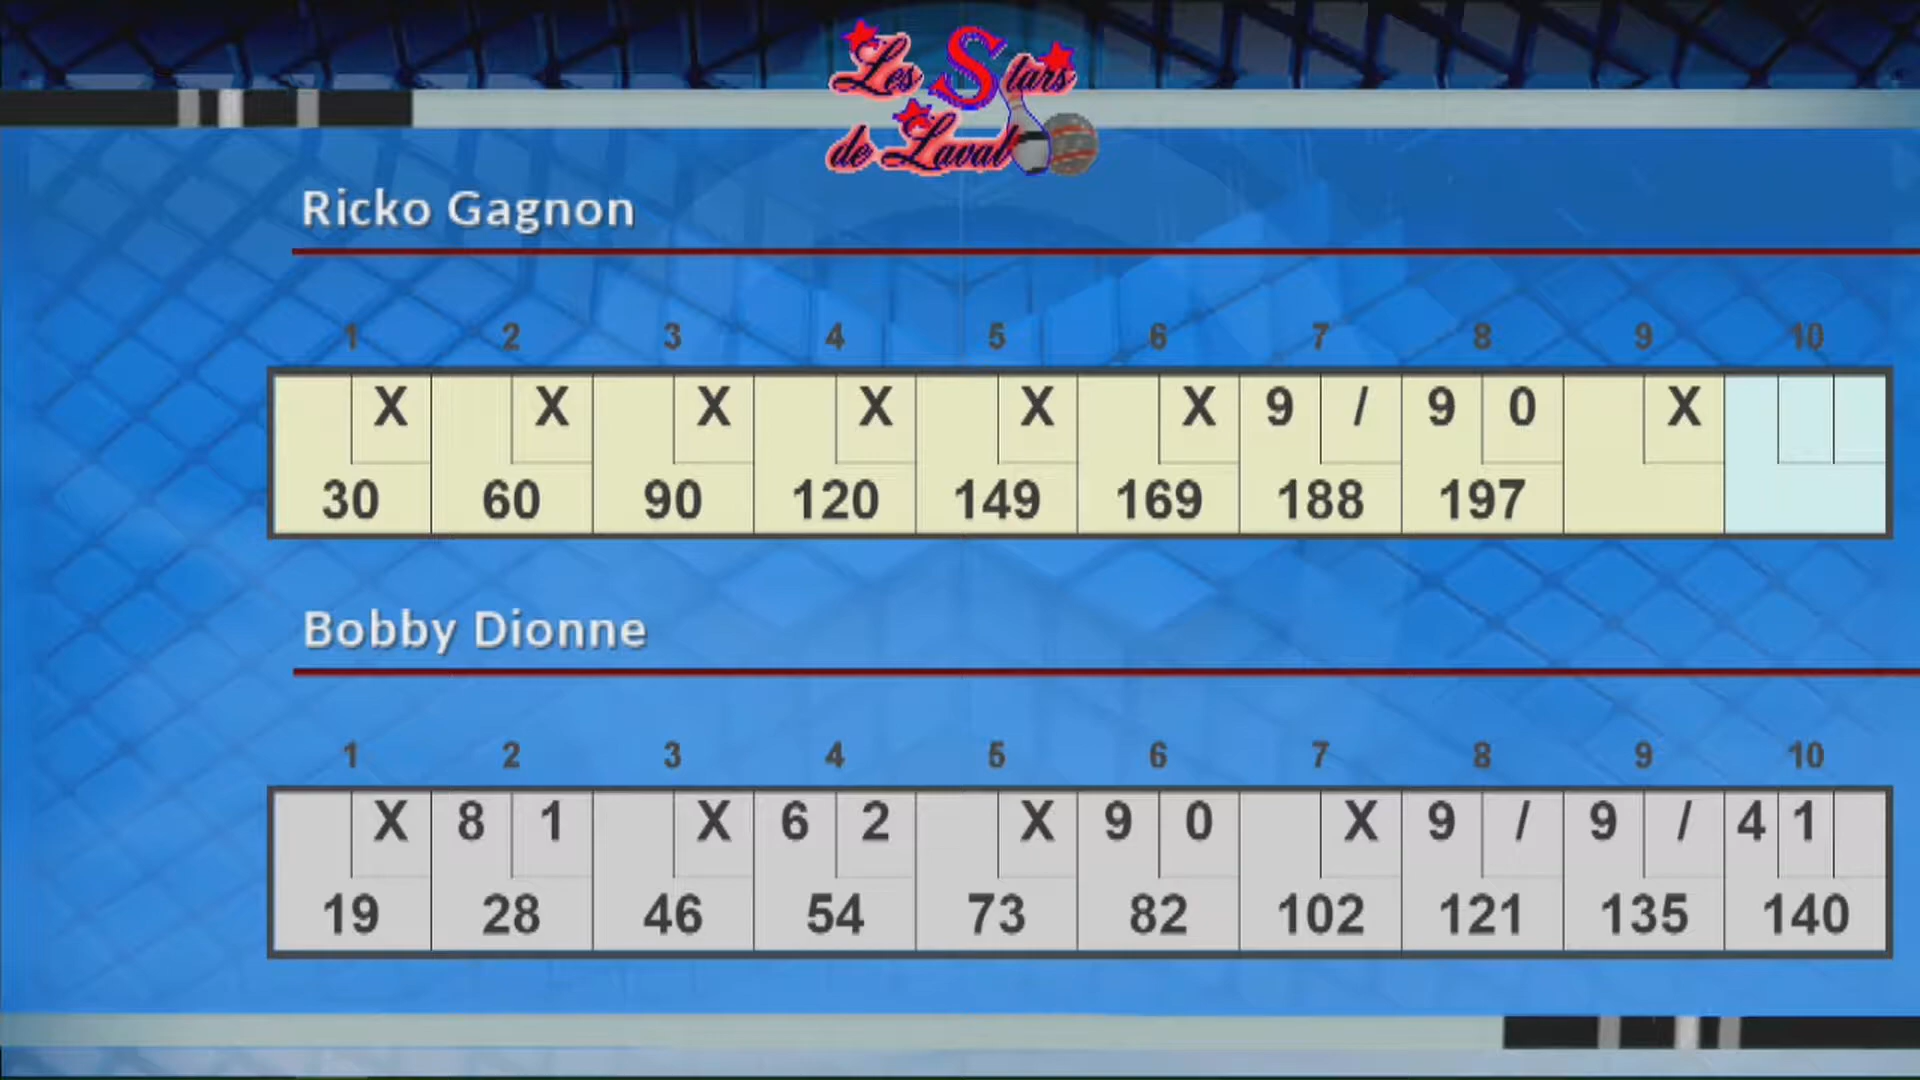 Les Stars
de Laval
Ricko Gagnon
1 2 3 4 5 6 7 8 9 10
X X X X X X 9 / 9 0 X
30 60 90 120 149 169 188 197
Bobby Dionne
1 2 3 4 5 6 7 8 9 10
X 8 1 X 6 2 X 9 0 X 9 / 9 / 4 1
19 28 46 54 73 82 102 121 135 140